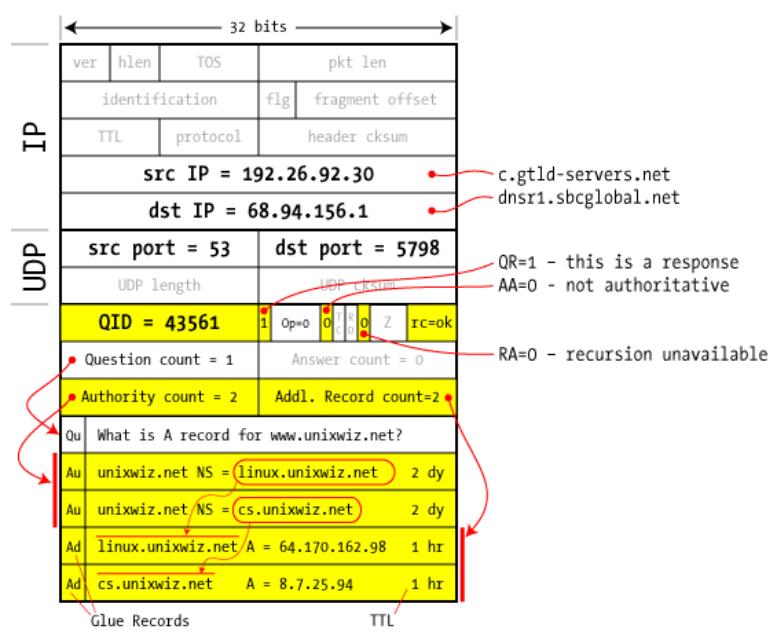 32 bits
IP
ver hlen TOS pkt len
identification flg fragment offset
TTL protocol header cksum
src IP = 192.26.92.30
c.gtld-servers.net
dst IP = 68.94.156.1
dnsr1.sbcglobal.net
UDP
src port = 53 dst port = 5798
UDP length UDP cksum
QR=1 – this is a response
AA=0 - not authoritative
QID = 43561 1 Op=0 0 TC RD 0 Z rc=ok
RA=0 – recursion unavailable
Question count = 1 Answer count = 0
Authority count = 2 Addl. Record count=2
Qu What is A record for www.unixwiz.net?
Au unixwiz.net NS = linux.unixwiz.net 2 dy
Au unixwiz.net NS = cs.unixwiz.net 2 dy
Ad linux.unixwiz.net A = 64.170.162.98 1 hr
Ad cs.unixwiz.net A = 8.7.25.94 1 hr
Glue Records TTL